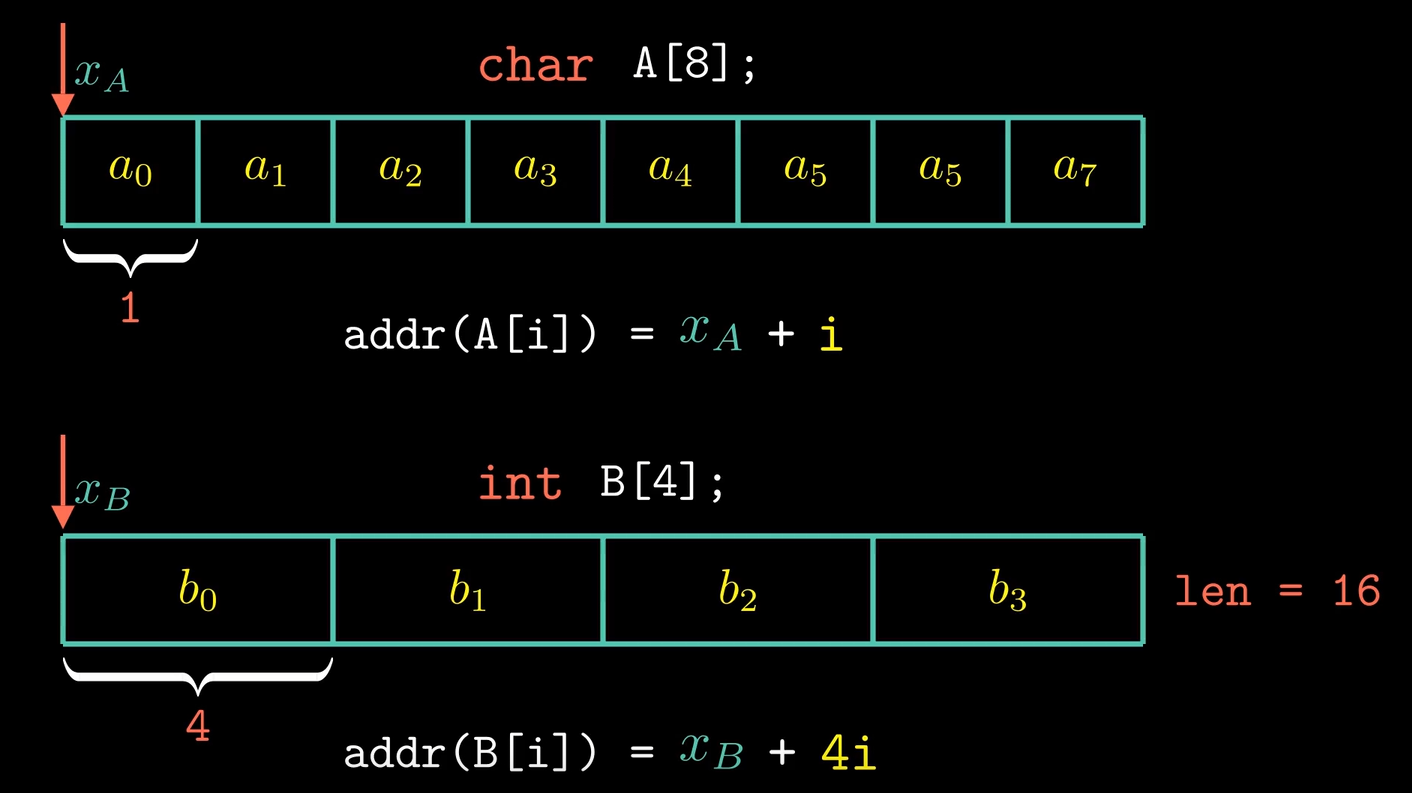 x_A
char A[8];
a_0 a_1 a_2 a_3 a_4 a_5 a_5 a_7
1
addr(A[i]) = x_A + i
x_B
int B[4];
b_0 b_1 b_2 b_3 len = 16
4
addr(B[i]) = x_B + 4i